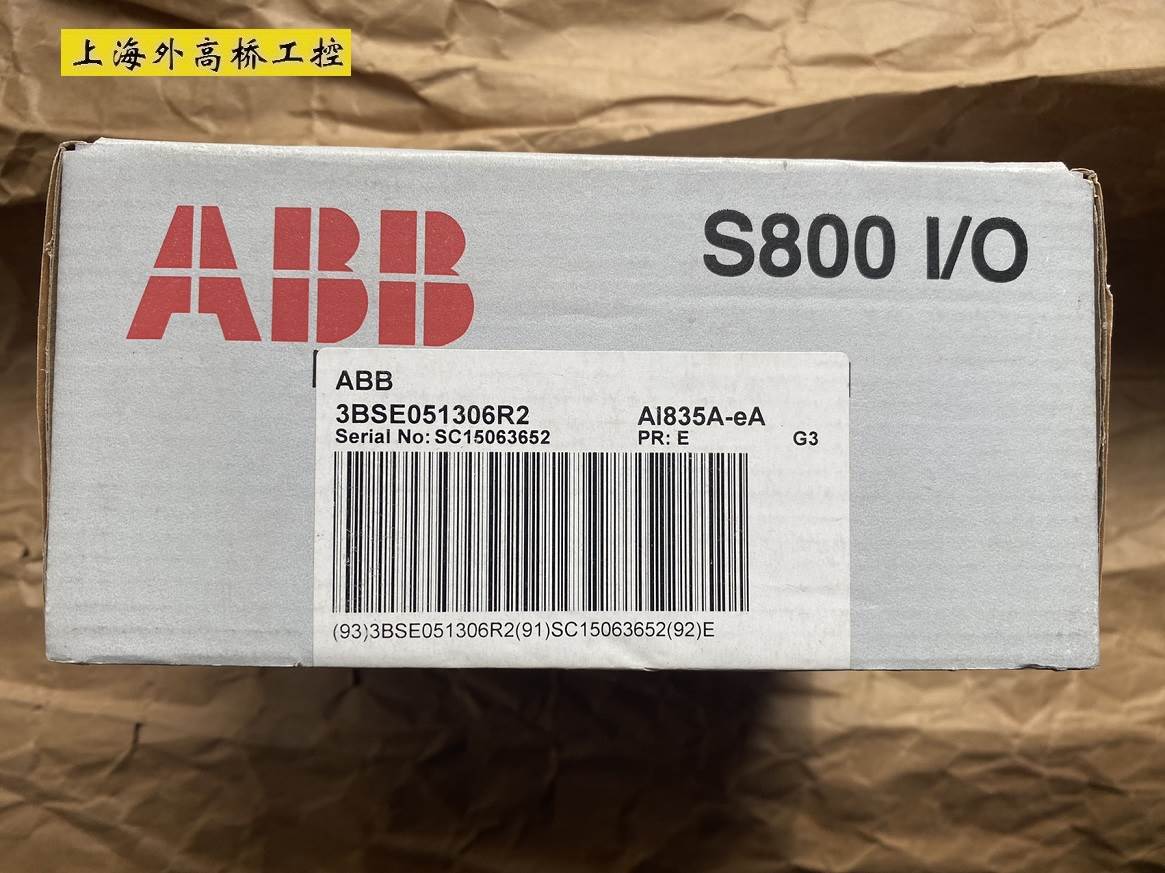 上海外高桥工控
ABB S800 I/O
ABB
3BSE051306R2 AI835A-eA
Serial No: SC15063652 PR: E G3
(93)3BSE051306R2(91)SC15063652(92)E